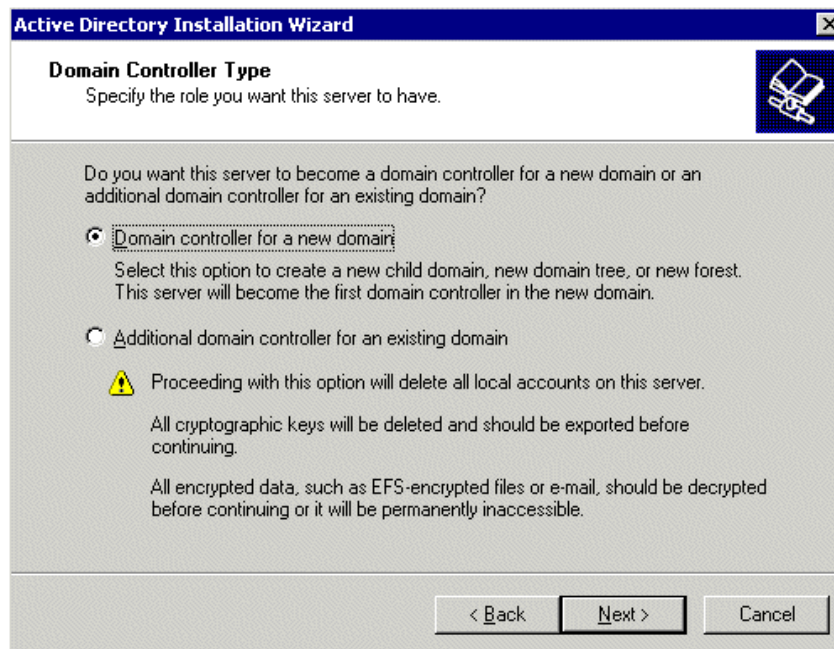 Active Directory Installation Wizard
Domain Controller Type
Specify the role you want this server to have.
Do you want this server to become a domain controller for a new domain or an
additional domain controller for an existing domain?
Domain controller for a new domain
Select this option to create a new child domain, new domain tree, or new forest.
This server will become the first domain controller in the new domain.
Additional domain controller for an existing domain
Proceeding with this option will delete all local accounts on this server.
All cryptographic keys will be deleted and should be exported before
continuing.
All encrypted data, such as EFS-encrypted files or e-mail, should be decrypted
before continuing or it will be permanently inaccessible.
< Back
Next >
Cancel